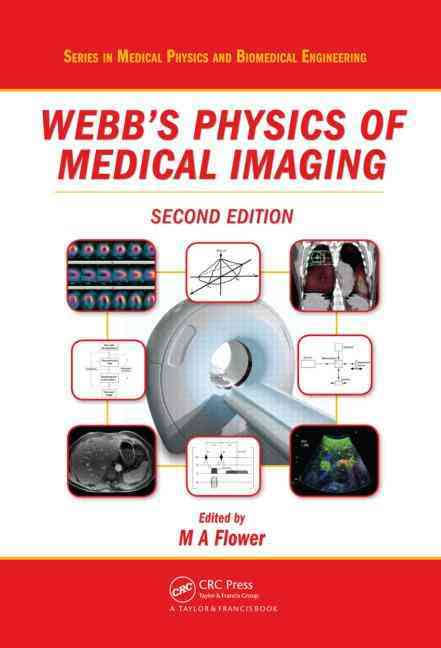 SERIES IN MEDICAL PHYSICS AND BIOMEDICAL ENGINEERING
WEBB'S PHYSICS OF
MEDICAL IMAGING
SECOND EDITION
Edited by
M A Flower
CRC
CRC Press
Taylor & Francis Group
A TAYLOR & FRANCIS BOOK